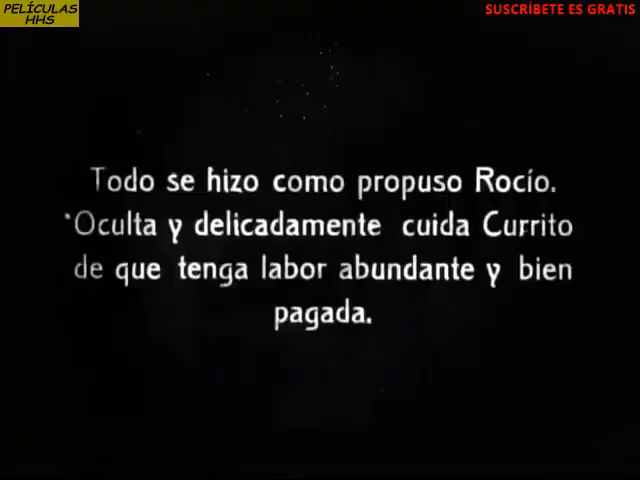 PELÍCULAS
HHS
SUSCRÍBETE ES GRATIS
Todo se hizo como propuso Rocío.
Oculta y delicadamente cuida Currito
de que tenga labor abundante y bien
pagada.